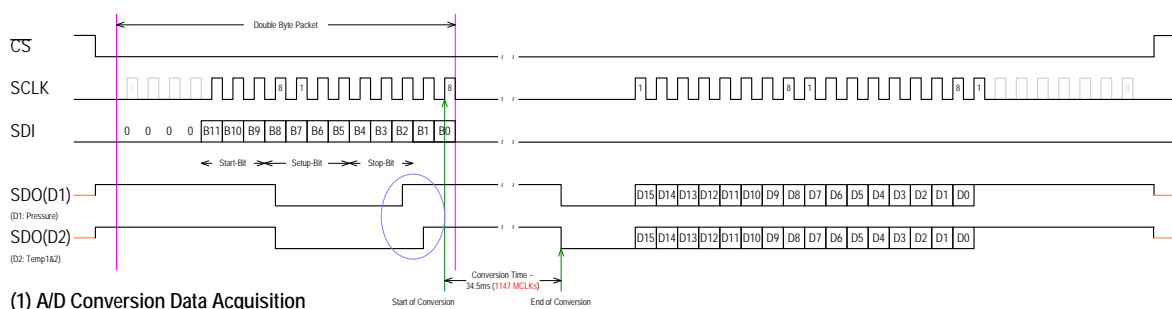 Double Byte Packet
CS
SCLK
1 8 1 8 1 8 1 8 1 8
SDI
0 0 0 0 B11 B10 B9 B8 B7 B6 B5 B4 B3 B2 B1 B0
Start-Bit Setup-Bit Stop-Bit
SDO(D1)
(D1: Pressure)
D15 D14 D13 D12 D11 D10 D9 D8 D7 D6 D5 D4 D3 D2 D1 D0
SDO(D2)
(D2: Temp1&2)
D15 D14 D13 D12 D11 D10 D9 D8 D7 D6 D5 D4 D3 D2 D1 D0
Conversion Time –
34.5ms (1147 MCLKs)
(1) A/D Conversion Data Acquisition
Start of Conversion
End of Conversion